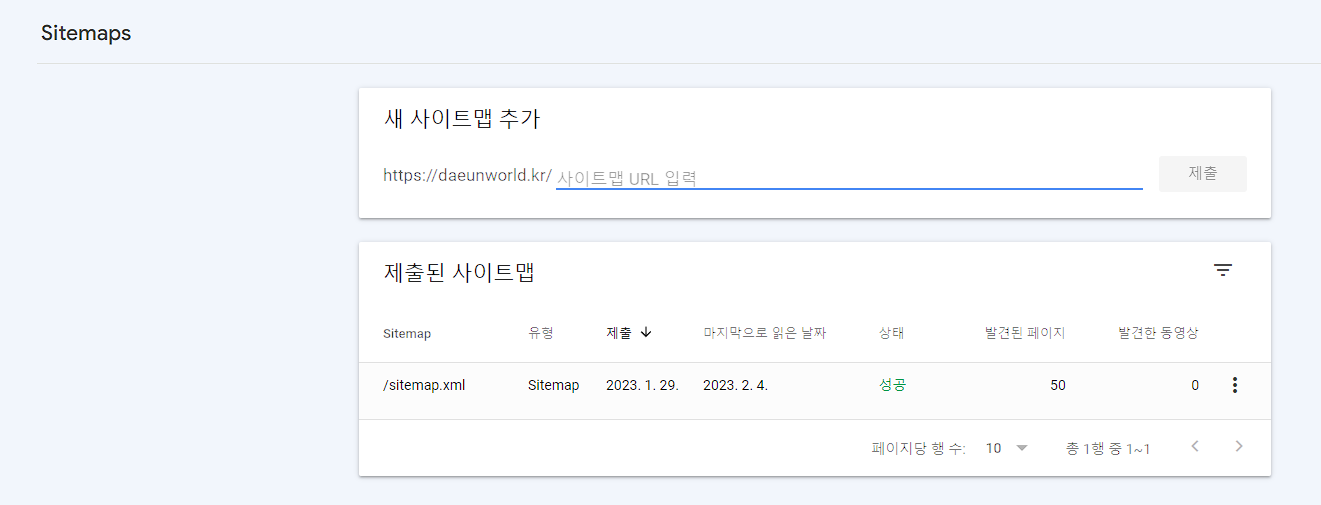 Sitemaps
새 사이트맵 추가
https://daeunworld.kr/ 사이트맵 URL 입력 제출
제출된 사이트맵
Sitemap 유형 제출 마지막으로 읽은 날짜 상태 발견된 페이지 발견한 동영상
/sitemap.xml Sitemap 2023. 1. 29. 2023. 2. 4. 성공 50 0
페이지당 행 수: 10 총 1행 중 1~1